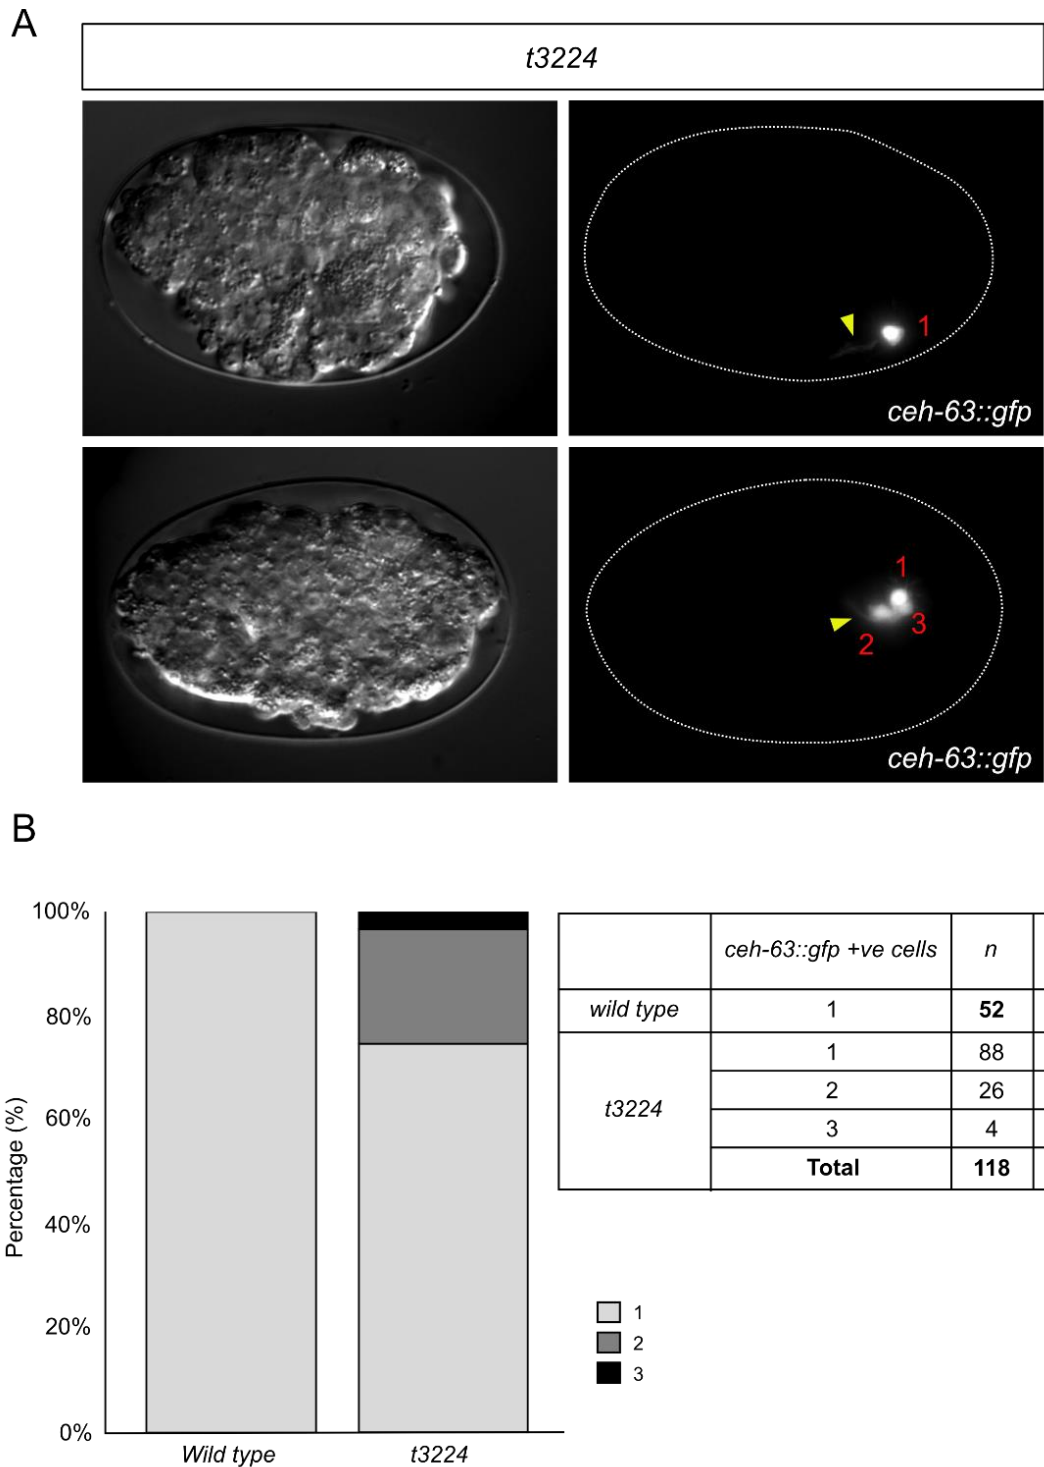 A
t3224
1
ceh-63::gfp
1
3
2
ceh-63::gfp
B
100%
80%
60%
40%
20%
0%
Percentage (%)
Wild type
t3224
ceh-63::gfp +ve cells n
wild type 1 52
t3224
1 88
2 26
3 4
Total 118
1
2
3